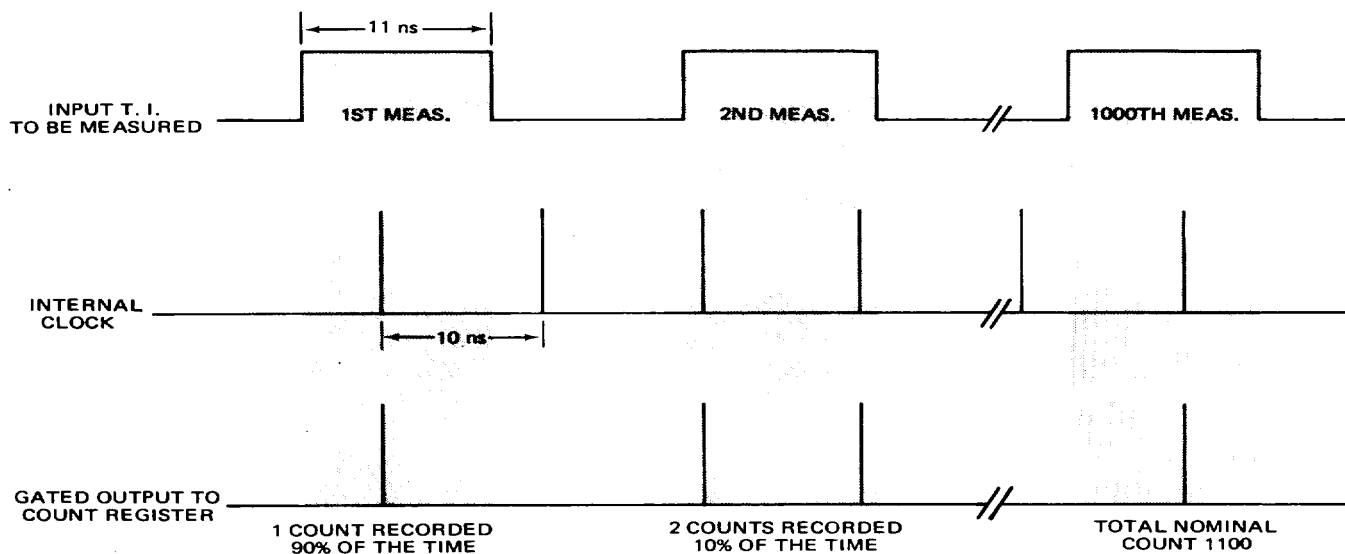 11 ns
INPUT T. I.
TO BE MEASURED
1ST MEAS.
2ND MEAS.
1000TH MEAS.
INTERNAL
CLOCK
10 ns
GATED OUTPUT TO
COUNT REGISTER
1 COUNT RECORDED
90% OF THE TIME
2 COUNTS RECORDED
10% OF THE TIME
TOTAL NOMINAL
COUNT 1100